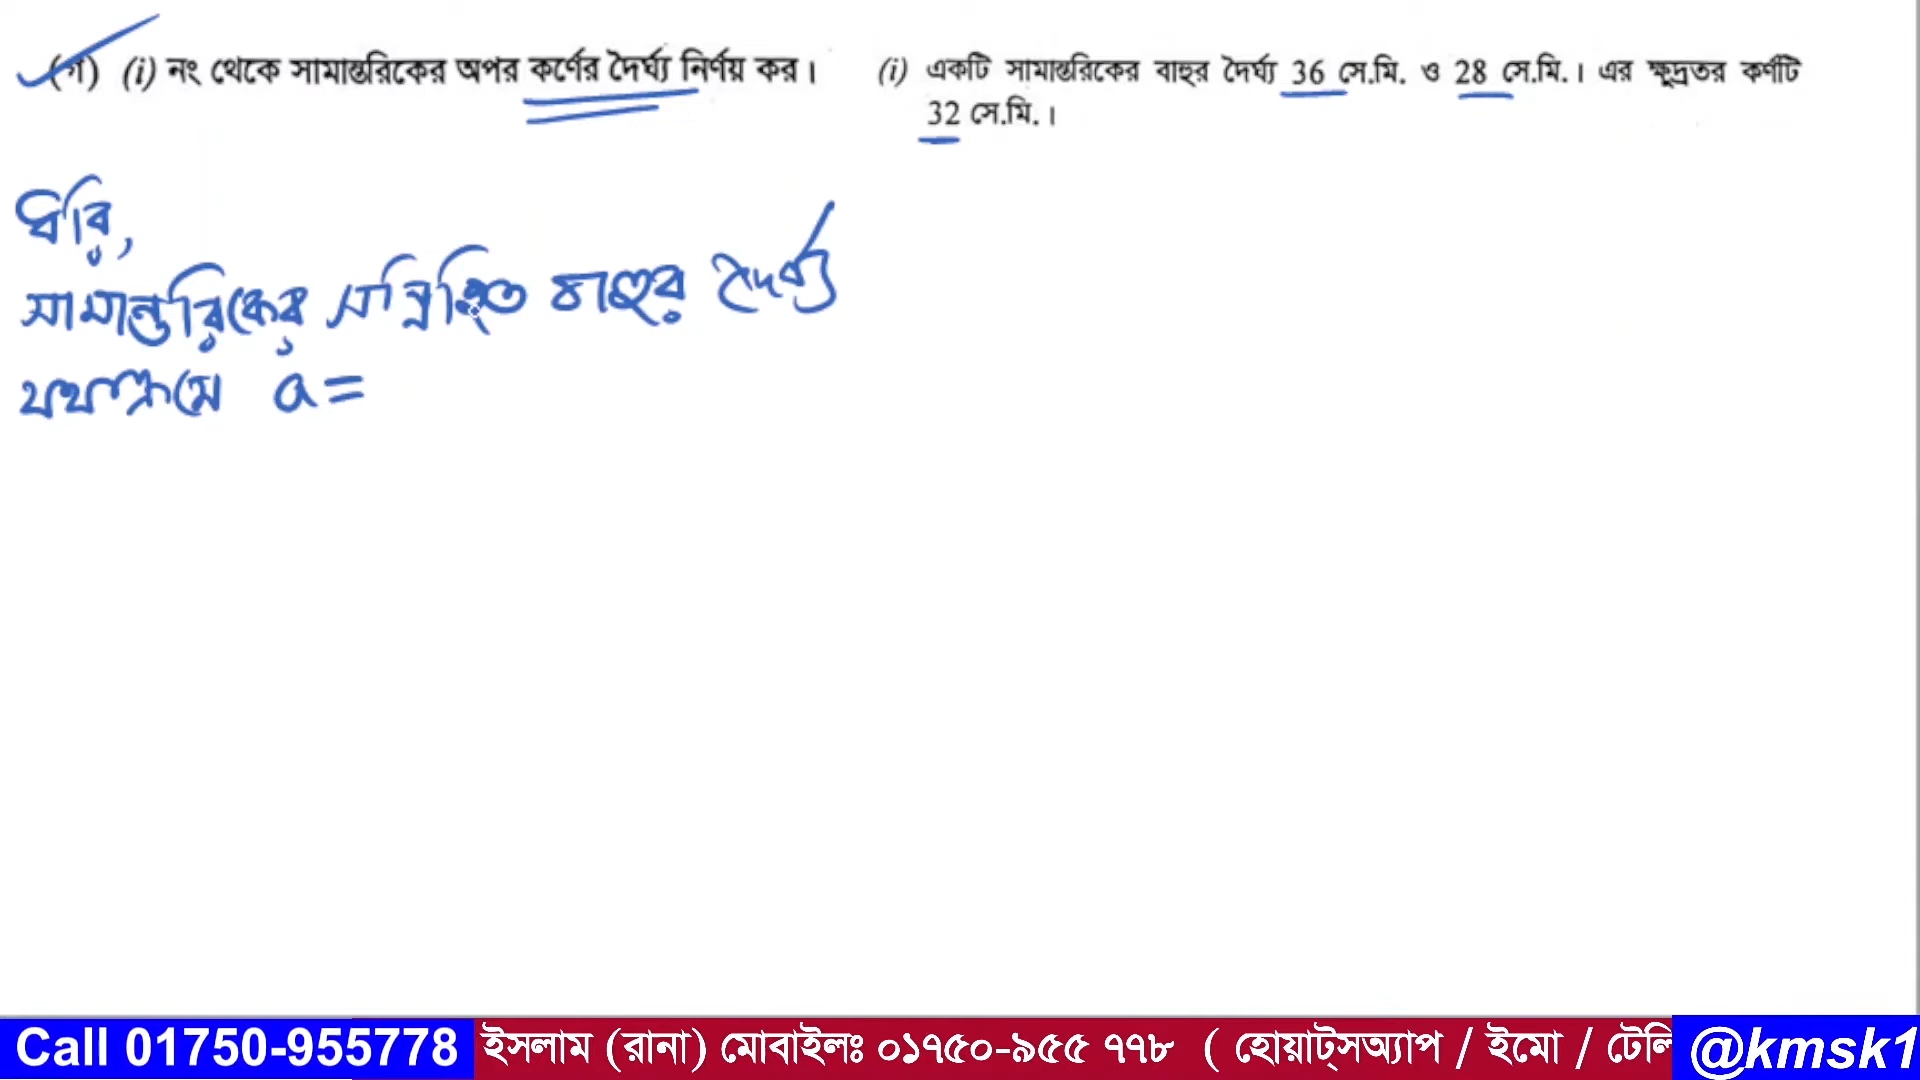 (গ) (i) নং থেকে সামান্তরিকের অপর কর্ণের দৈর্ঘ্য নির্ণয় কর।
(i) একটি সামান্তরিকের বাহুর দৈর্ঘ্য 36 সে.মি. ও 28 সে.মি.। এর ক্ষুদ্রতর কর্ণটি
32 সে.মি.।
ধরি,
সামান্তরিকের সন্নিহিত বাহুর দৈর্ঘ্য
যথাক্রমে a =
Call 01750-955778 ইসলাম (রানা) মোবাইলঃ ০১৭৫০-৯৫৫ ৭৭৮ ( হোয়াট্সঅ্যাপ / ইমো / টেলি @kmsk1